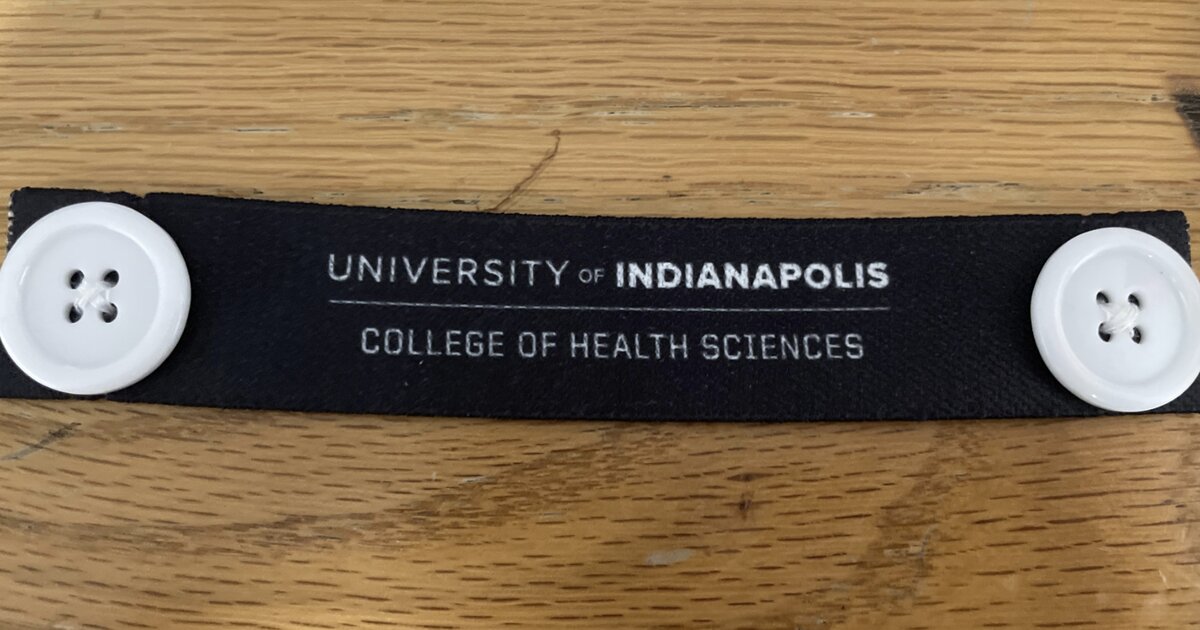 UNIVERSITY OF INDIANAPOLIS
COLLEGE OF HEALTH SCIENCES